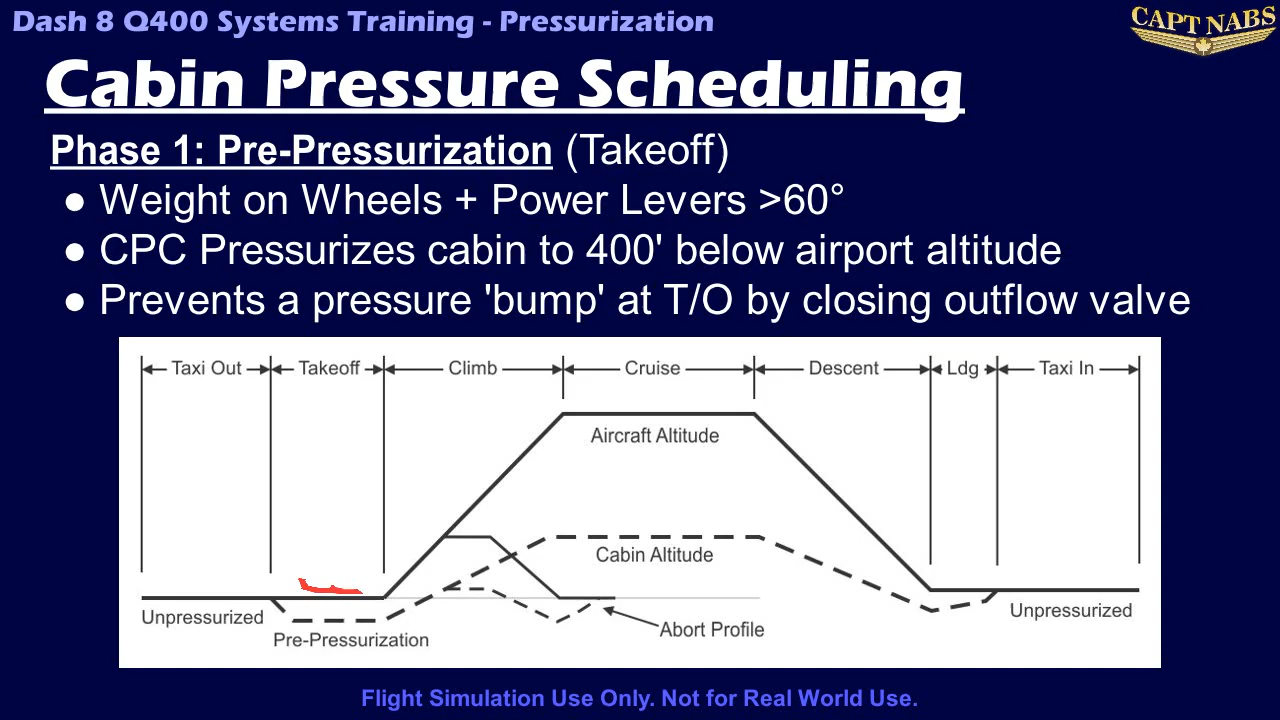 Dash 8 Q400 Systems Training - Pressurization
CAPT NABS
Cabin Pressure Scheduling
Phase 1: Pre-Pressurization (Takeoff)
● Weight on Wheels + Power Levers >60°
● CPC Pressurizes cabin to 400' below airport altitude
● Prevents a pressure 'bump' at T/O by closing outflow valve
Taxi Out Takeoff Climb Cruise Descent Ldg Taxi In
Aircraft Altitude
Cabin Altitude
Unpressurized
Unpressurized
Abort Profile
Pre-Pressurization
Flight Simulation Use Only. Not for Real World Use.